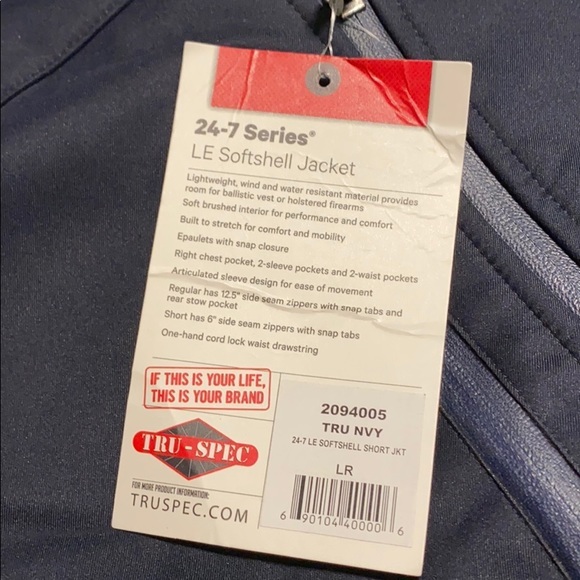 24-7 Series®
LE Softshell Jacket
Lightweight, wind and water resistant material provides
room for ballistic vest or holstered firearms
Soft brushed interior for performance and comfort
Built to stretch for comfort and mobility
Epaulets with snap closure
Right chest pocket, 2-sleeve pockets and 2-waist pockets
Articulated sleeve design for ease of movement
Regular has 12.5" side seam zippers with snap tabs and
rear stow pocket
Short has 6" side seam zippers with snap tabs
One-hand cord lock waist drawstring
IF THIS IS YOUR LIFE,
THIS IS YOUR BRAND
TRU-SPEC
FOR MORE PRODUCT INFORMATION:
TRUSPEC.COM
2094005
TRU NVY
24-7 LE SOFTSHELL SHORT JKT
LR
6 90104 40000 6